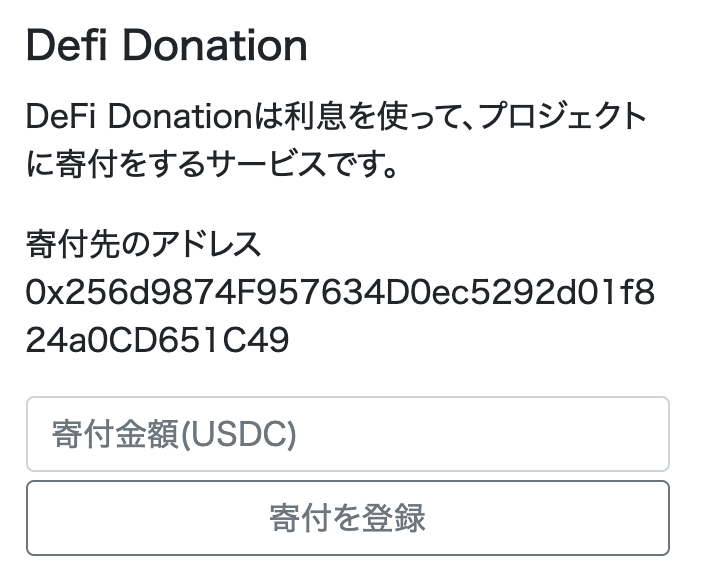 Defi Donation
DeFi Donationは利息を使って、プロジェクト
に寄付をするサービスです。
寄付先のアドレス
0x256d9874F957634D0ec5292d01f8
24a0CD651C49
寄付金額(USDC)
寄付を登録